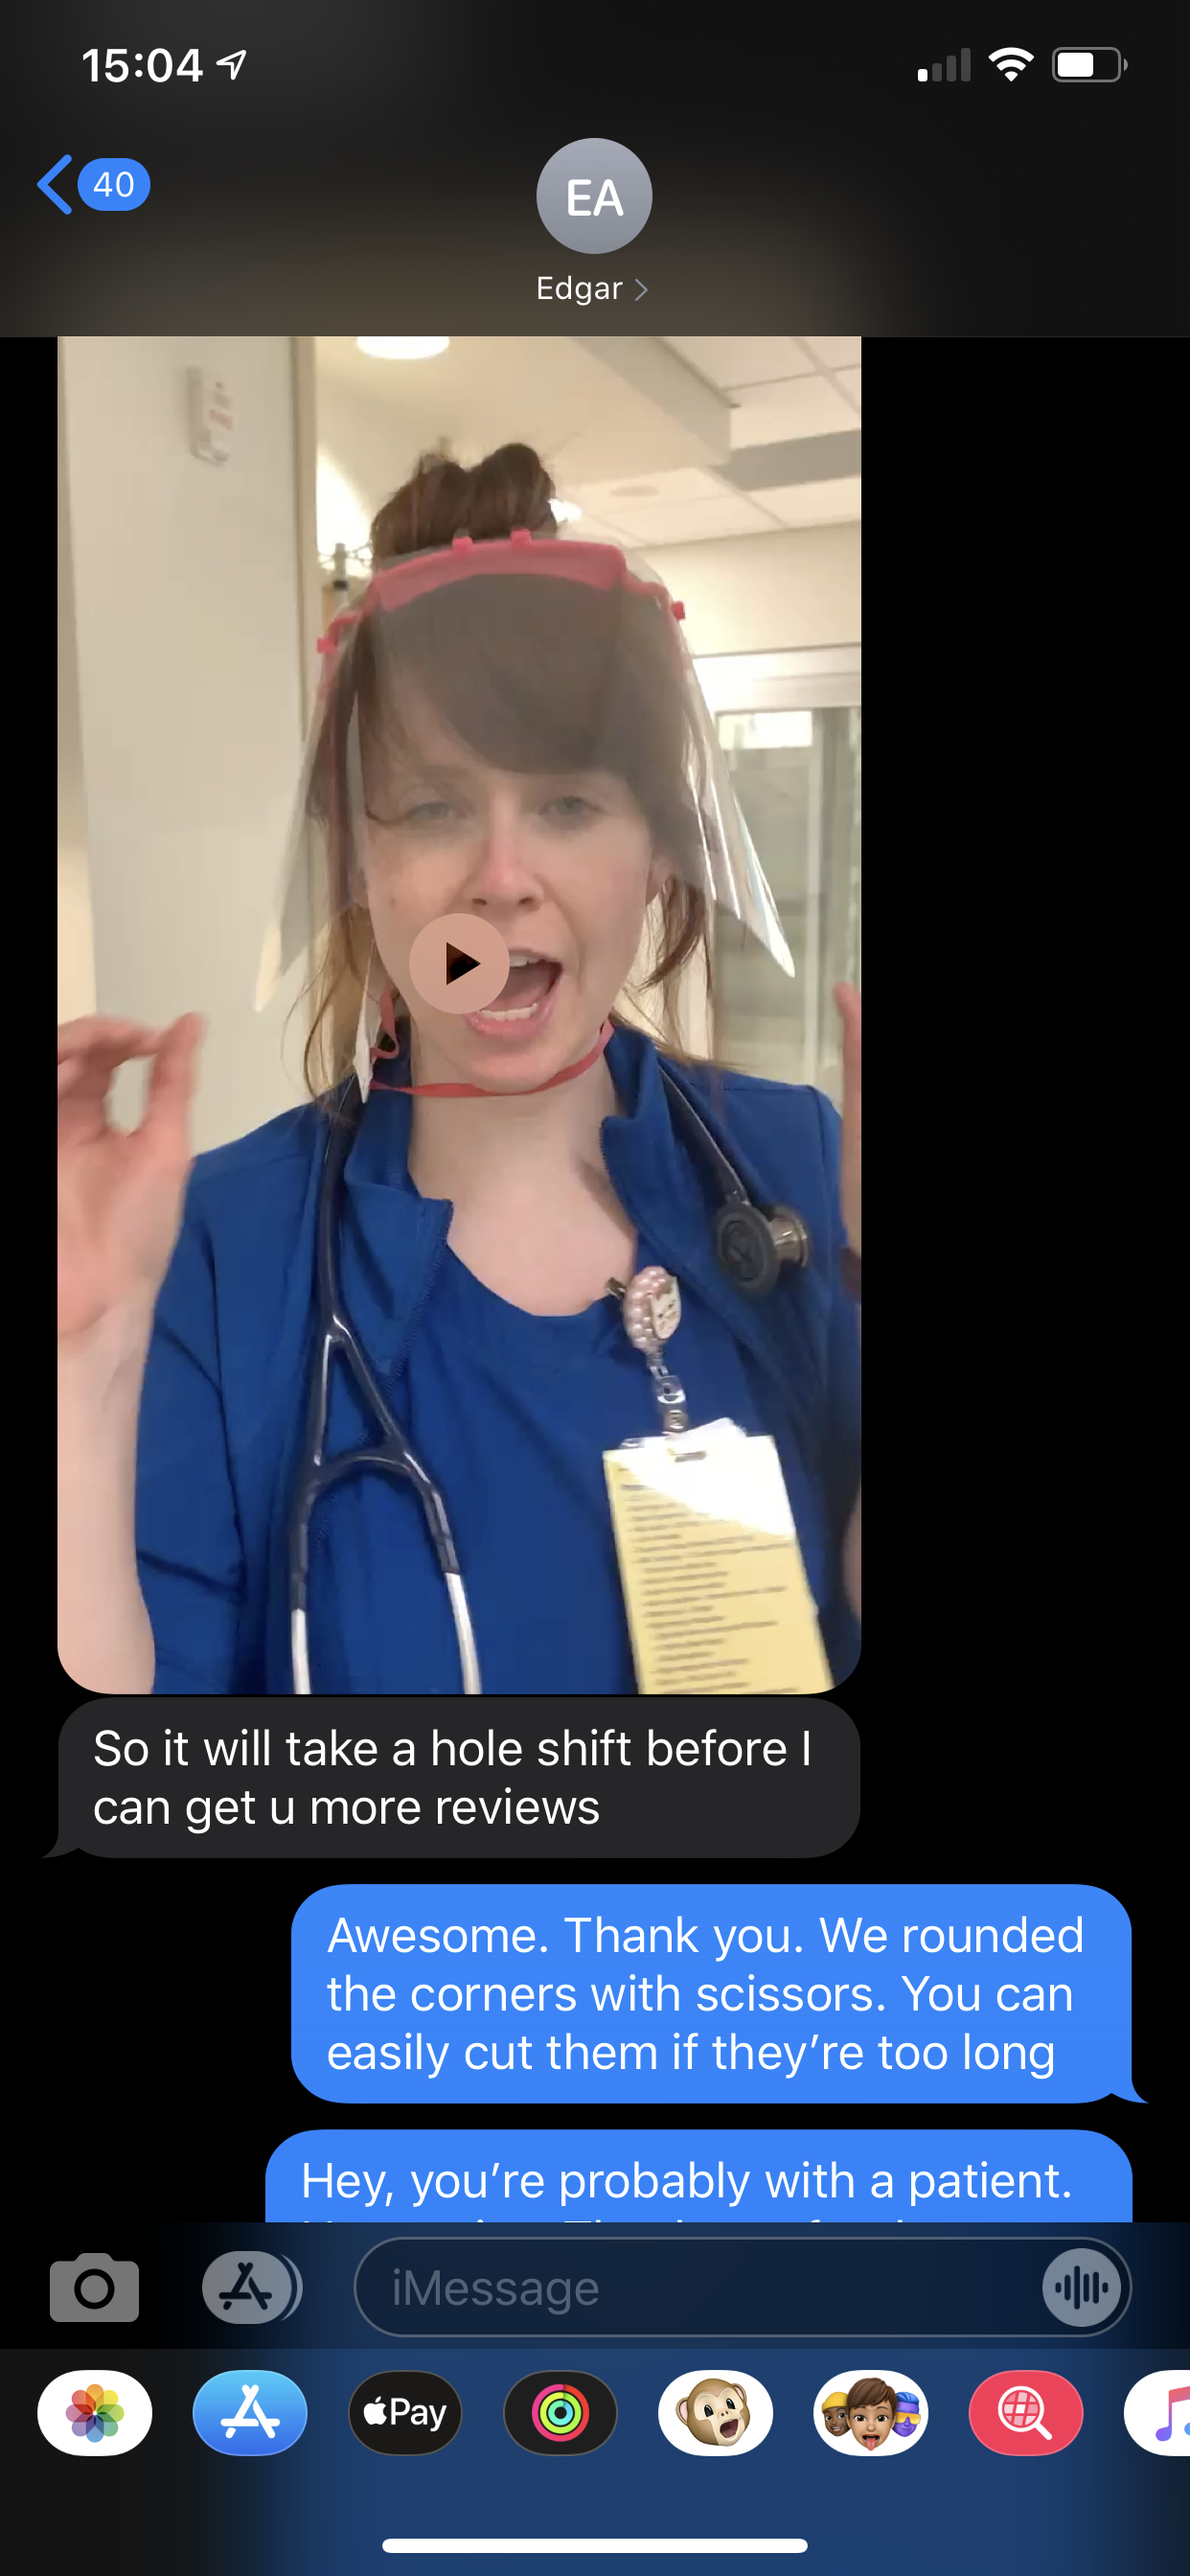 15:04
40
EA
Edgar
So it will take a hole shift before I
can get u more reviews
Awesome. Thank you. We rounded
the corners with scissors. You can
easily cut them if they’re too long
Hey, you’re probably with a patient.
iMessage
Pay